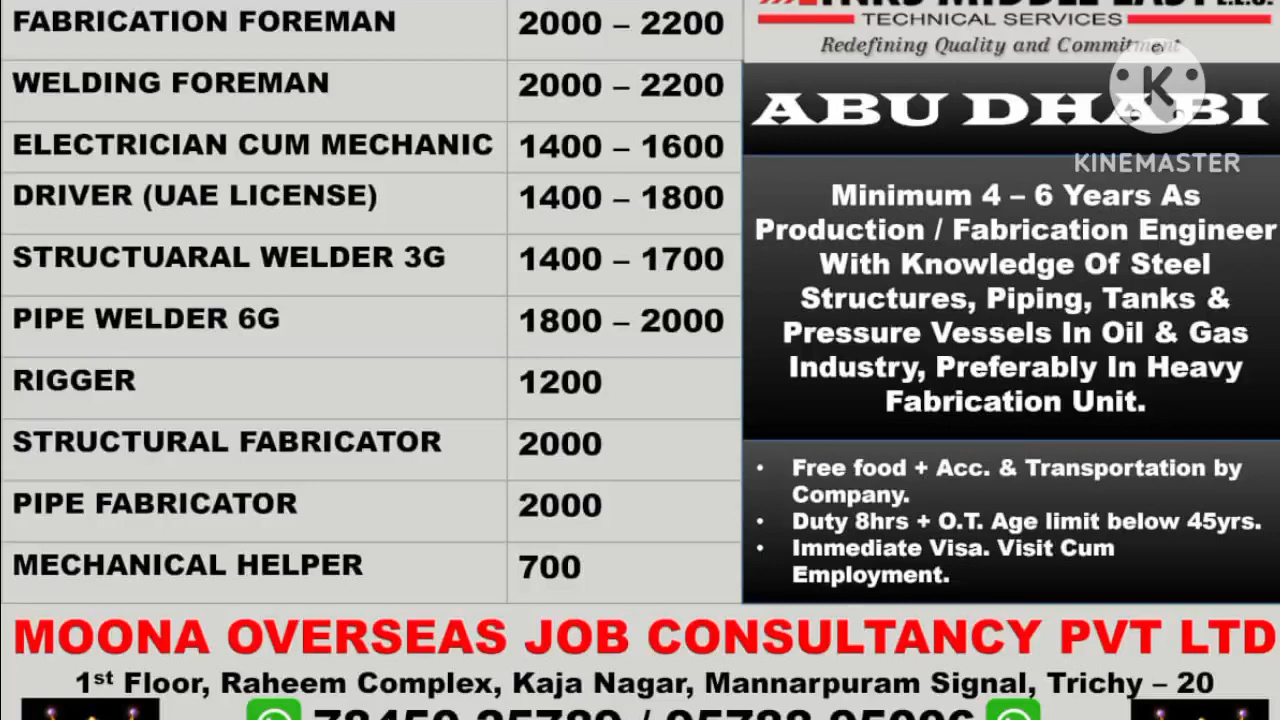 FABRICATION FOREMAN 2000 – 2200
WELDING FOREMAN 2000 – 2200
ELECTRICIAN CUM MECHANIC 1400 – 1600
DRIVER (UAE LICENSE) 1400 – 1800
STRUCTUARAL WELDER 3G 1400 – 1700
PIPE WELDER 6G 1800 – 2000
RIGGER 1200
STRUCTURAL FABRICATOR 2000
PIPE FABRICATOR 2000
MECHANICAL HELPER 700
MIDDLE EAST L.L.C.
TECHNICAL SERVICES
Redefining Quality and Commitment
ABU DHABI
K
KINEMASTER
Minimum 4 – 6 Years As
Production / Fabrication Engineer
With Knowledge Of Steel
Structures, Piping, Tanks &
Pressure Vessels In Oil & Gas
Industry, Preferably In Heavy
Fabrication Unit.
• Free food + Acc. & Transportation by
Company.
• Duty 8hrs + O.T. Age limit below 45yrs.
• Immediate Visa. Visit Cum
Employment.
MOONA OVERSEAS JOB CONSULTANCY PVT LTD
1st Floor, Raheem Complex, Kaja Nagar, Mannarpuram Signal, Trichy – 20